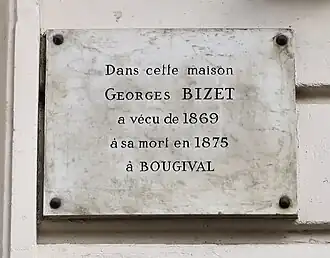 Dans cette maison
GEORGES BIZET
a vécu de 1869
à sa mort en 1875
à BOUGIVAL